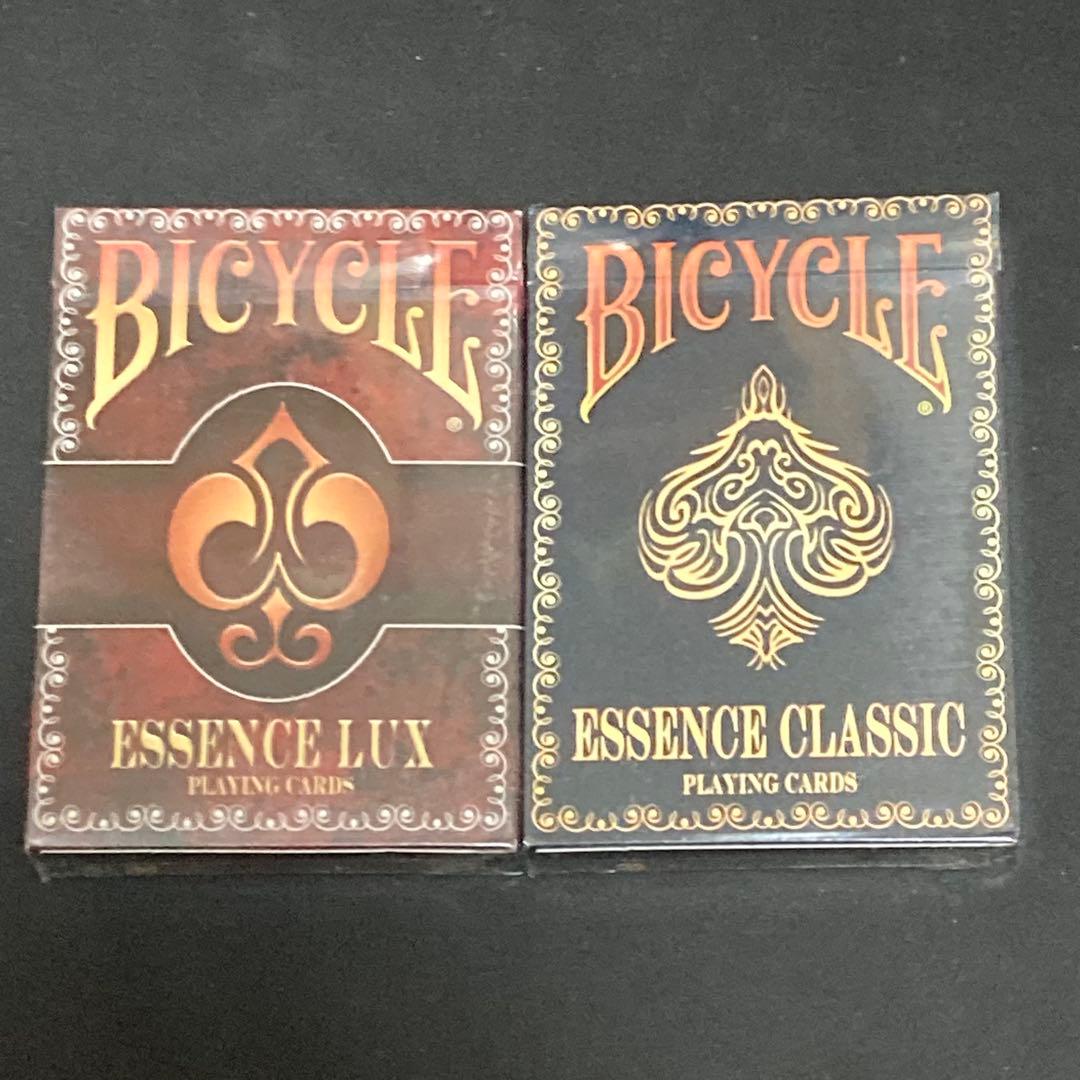 BICYCLE®
ESSENCE LUX
PLAYING CARDS
BICYCLE®
ESSENCE CLASSIC
PLAYING CARDS